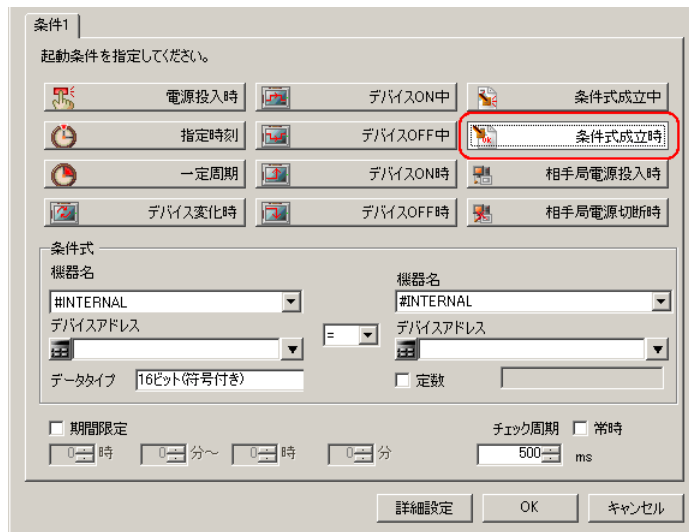 条件1
起動条件を指定してください。
電源投入時 デバイスON中 条件式成立中
指定時刻 デバイスOFF中 条件式成立時
一定周期 デバイスON時 相手局電源投入時
デバイス変化時 デバイスOFF時 相手局電源切断時
条件式
機器名 機器名
#INTERNAL #INTERNAL
デバイスアドレス = デバイスアドレス
データタイプ 16ビット(符号付き) 定数
期間限定 チェック周期 常時
0 時 0 分～ 0 時 0 分 500 ms
詳細設定 OK キャンセル